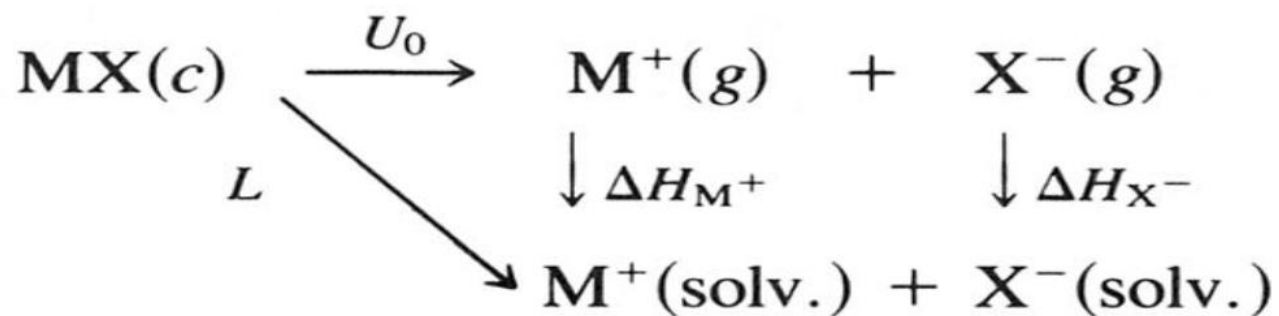 U₀
MX(c) M⁺(g) + X⁻(g)
L ΔH_M⁺ ΔH_X⁻
M⁺(solv.) + X⁻(solv.)